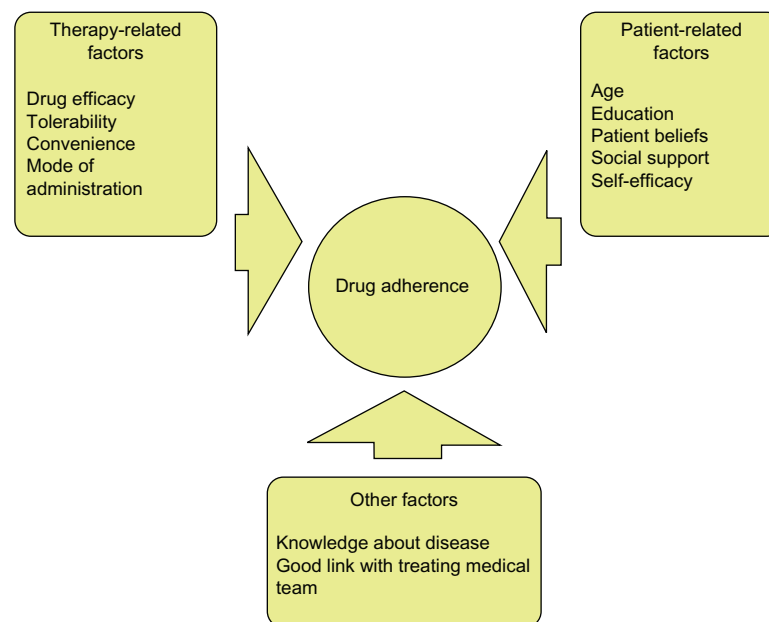 Therapy-related
factors
Drug efficacy
Tolerability
Convenience
Mode of
administration
Patient-related
factors
Age
Education
Patient beliefs
Social support
Self-efficacy
Drug adherence
Other factors
Knowledge about disease
Good link with treating medical
team